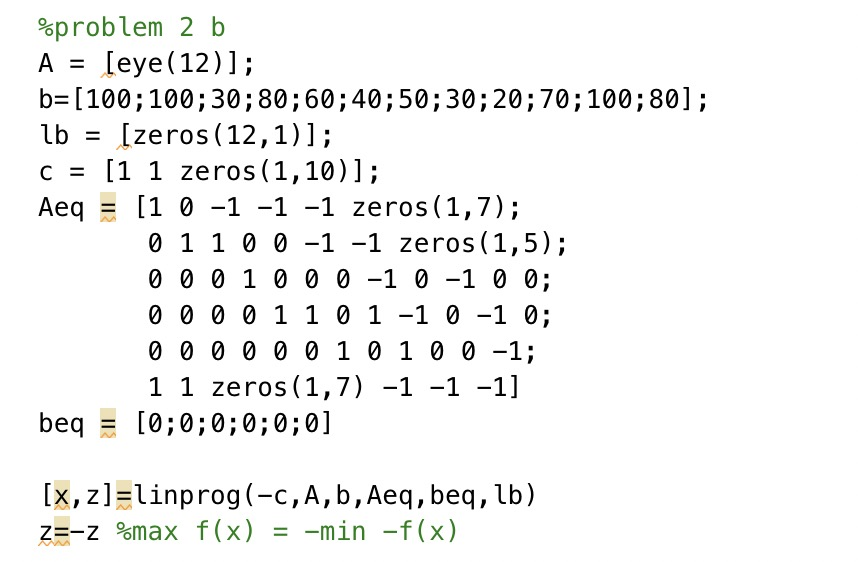 %problem 2 b
A = [eye(12)];
b=[100;100;30;80;60;40;50;30;20;70;100;80];
lb = [zeros(12,1)];
c = [1 1 zeros(1,10)];
Aeq = [1 0 -1 -1 -1 zeros(1,7);
0 1 1 0 0 -1 -1 zeros(1,5);
0 0 0 1 0 0 0 -1 0 -1 0 0;
0 0 0 0 1 1 0 1 -1 0 -1 0;
0 0 0 0 0 0 1 0 1 0 0 -1;
1 1 zeros(1,7) -1 -1 -1]
beq = [0;0;0;0;0;0]
[x,z]=linprog(-c,A,b,Aeq,beq,lb)
z=-z %max f(x) = -min -f(x)